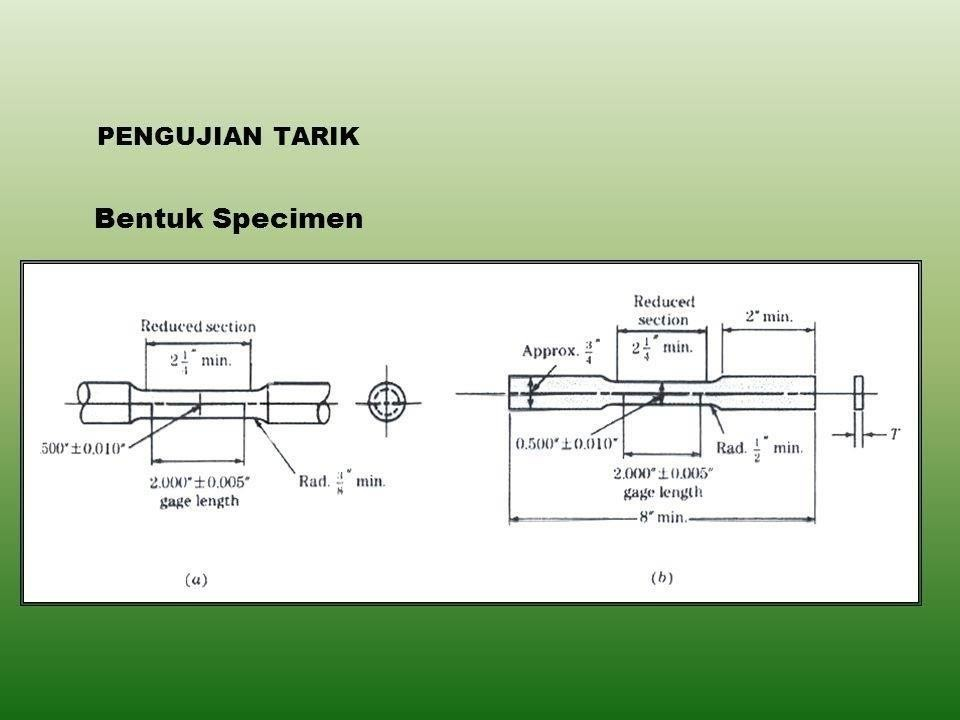 PENGUJIAN TARIK
Bentuk Specimen
Reduced section
2 1/4" min.
500"±0.010"
2.000"±0.005"
gage length
Rad. 3/8" min.
(a)
Reduced
section
2 1/4" min.
2" min.
Approx. 3/4"
0.500"±0.010"
Rad. 1/2" min.
T
2.000"±0.005"
gage length
8" min.
(b)